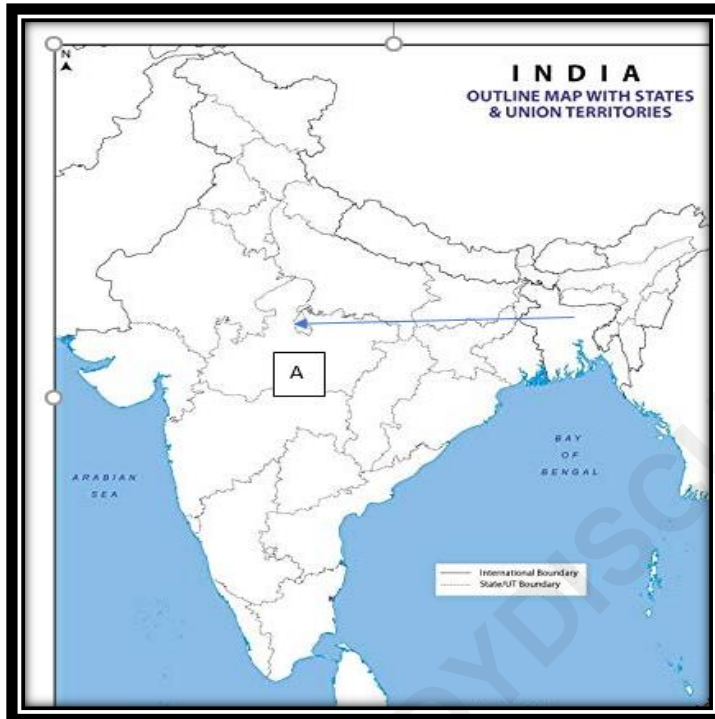 N
INDIA
OUTLINE MAP WITH STATES
& UNION TERRITORIES
A
BAY
OF
BENGAL
ARABIAN
SEA
International Boundary
State/UT Boundary